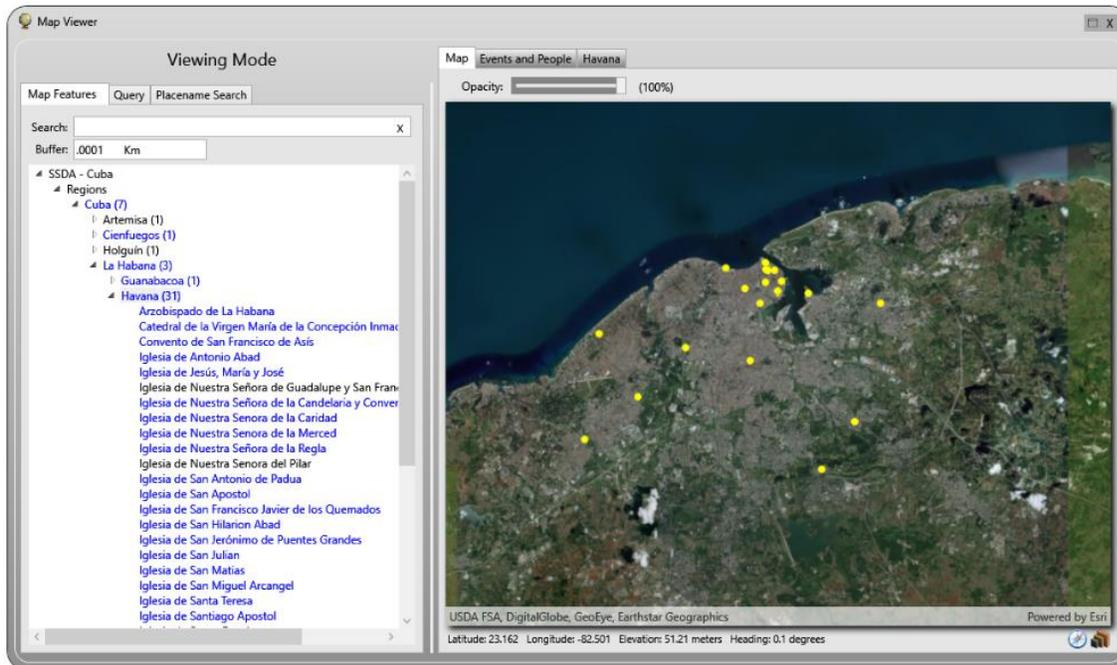 Map Viewer
X
Viewing Mode
Map Features Query Placename Search
Search: X
Buffer: .0001 Km
SSDA - Cuba
Regions
Cuba (7)
Artemisa (1)
Cienfuegos (1)
Holguín (1)
La Habana (3)
Guanabacoa (1)
Havana (31)
Arzobispado de La Habana
Catedral de la Virgen María de la Concepción Inmac
Convento de San Francisco de Asís
Iglesia de Antonio Abad
Iglesia de Jesús, María y José
Iglesia de Nuestra Señora de Guadalupe y San Fran
Iglesia de Nuestra Señora de la Candelaria y Conver
Iglesia de Nuestra Senora de la Caridad
Iglesia de Nuestra Senora de la Merced
Iglesia de Nuestra Señora de la Regla
Iglesia de Nuestra Senora del Pilar
Iglesia de San Antonio de Padua
Iglesia de San Apostol
Iglesia de San Francisco Javier de los Quemados
Iglesia de San Hilarion Abad
Iglesia de San Jerónimo de Puentes Grandes
Iglesia de San Julian
Iglesia de San Matias
Iglesia de San Miguel Arcangel
Iglesia de Santa Teresa
Iglesia de Santiago Apostol
Map Events and People Havana
Opacity: (100%)
USDA FSA, DigitalGlobe, GeoEye, Earthstar Geographics Powered by Esri
Latitude: 23.162 Longitude: -82.501 Elevation: 51.21 meters Heading: 0.1 degrees